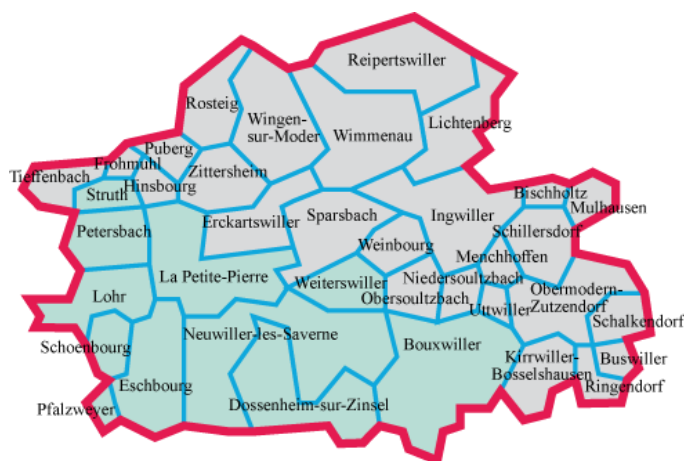 Reipertswiller
Rosteig
Wingen-
sur-Moder
Lichtenberg
Wimmenau
Puberg
Frohmuhl
Zittersheim
Tieffenbach
Hinsbourg
Struth
Bischholtz
Mulhausen
Erckartswiller
Sparsbach
Ingwiller
Petersbach
Schillersdorf
Weinbourg
Menchhoffen
La Petite-Pierre
Weiterswiller
Niedersoultzbach
Obermodern-
Zutzendorf
Lohr
Obersoultzbach
Uttwiller
Schalkendorf
Neuwiller-les-Saverne
Schoenbourg
Bouxwiller
Kirrwiller-
Bosselshausen
Buswiller
Eschbourg
Ringendorf
Pfalzweyer
Dossenheim-sur-Zinsel